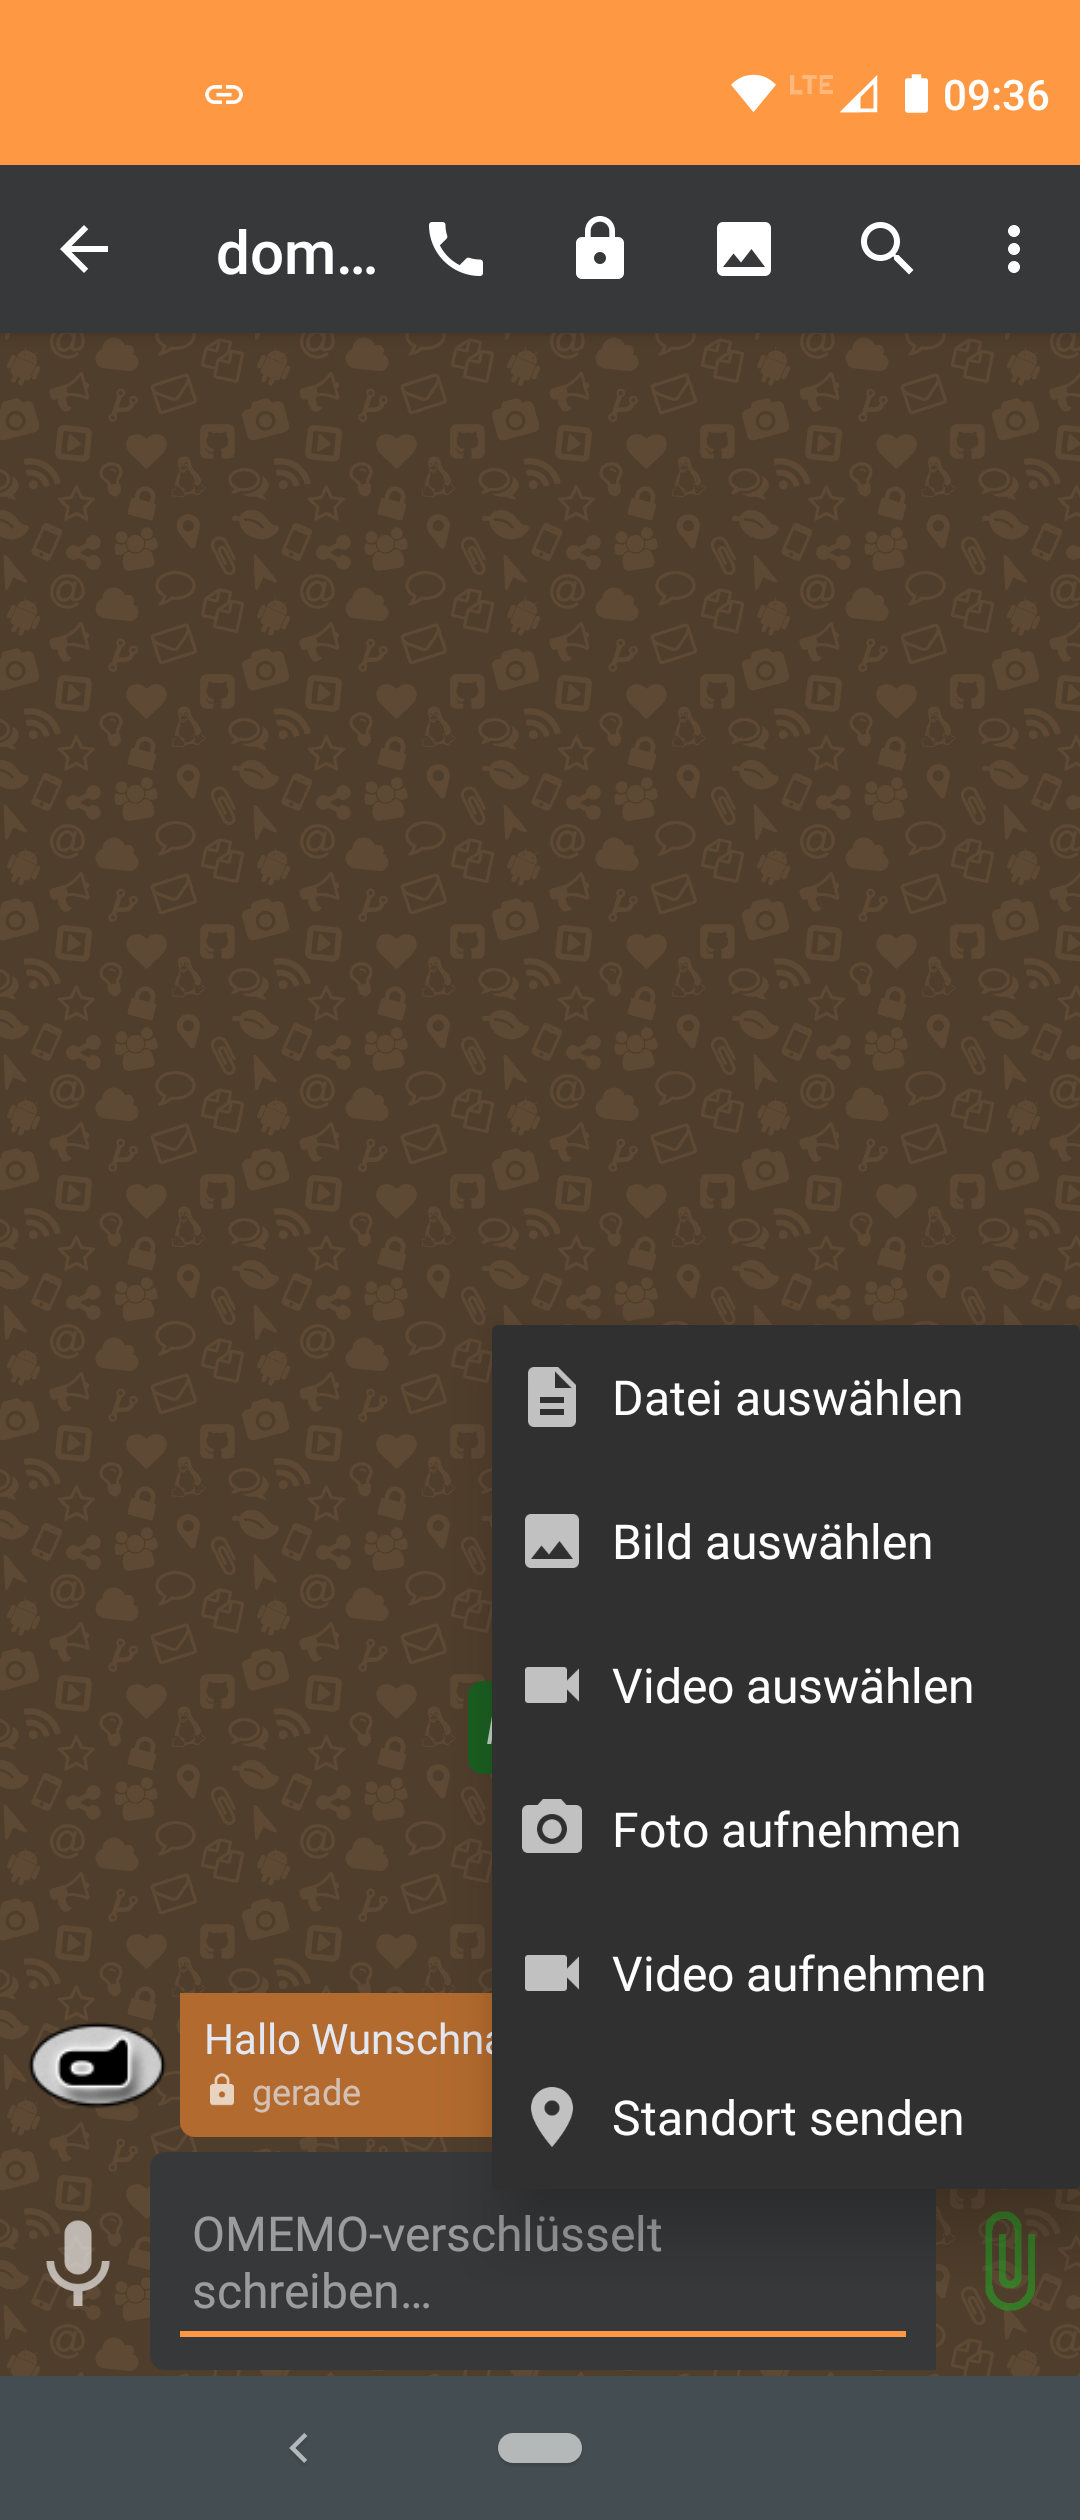 LTE 09:36
dom…
Datei auswählen
Bild auswählen
Video auswählen
Foto aufnehmen
Video aufnehmen
Hallo
gerade
Standort senden
OMEMO-verschlüsselt
schreiben…